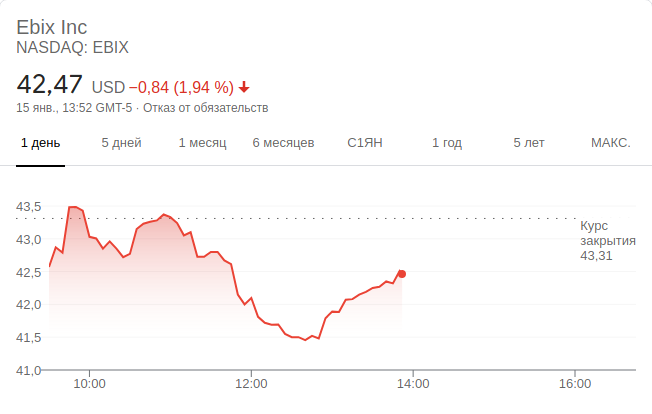 Ebix Inc
NASDAQ: EBIX
42,47 USD −0,84 (1,94 %)
15 янв., 13:52 GMT-5 · Отказ от обязательств
1 день 5 дней 1 месяц 6 месяцев С1ЯН 1 год 5 лет МАКС.
43,5
43,0
42,5
42,0
41,5
41,0
Курс
закрытия
43,31
10:00 12:00 14:00 16:00